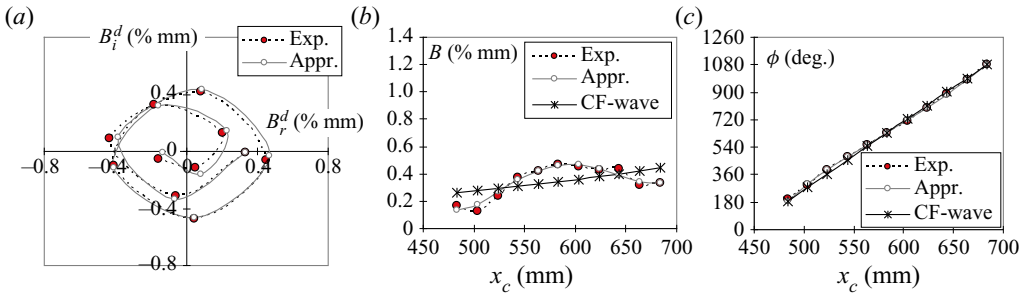 (a)
B_i^d (% mm)
Exp.
Appr.
0.4
B_r^d (% mm)
0
−0.8
−0.4
0
0.4
0.8
−0.4
−0.8
(b)
1.4
1.2
1.0
0.8
0.6
0.4
0.2
0
B (% mm)
Exp.
Appr.
CF-wave
450 500 550 600 650 700
x_c (mm)
(c)
1260
1080
900
720
540
360
180
0
ϕ (deg.)
Exp.
Appr.
CF-wave
450 500 550 600 650 700
x_c (mm)